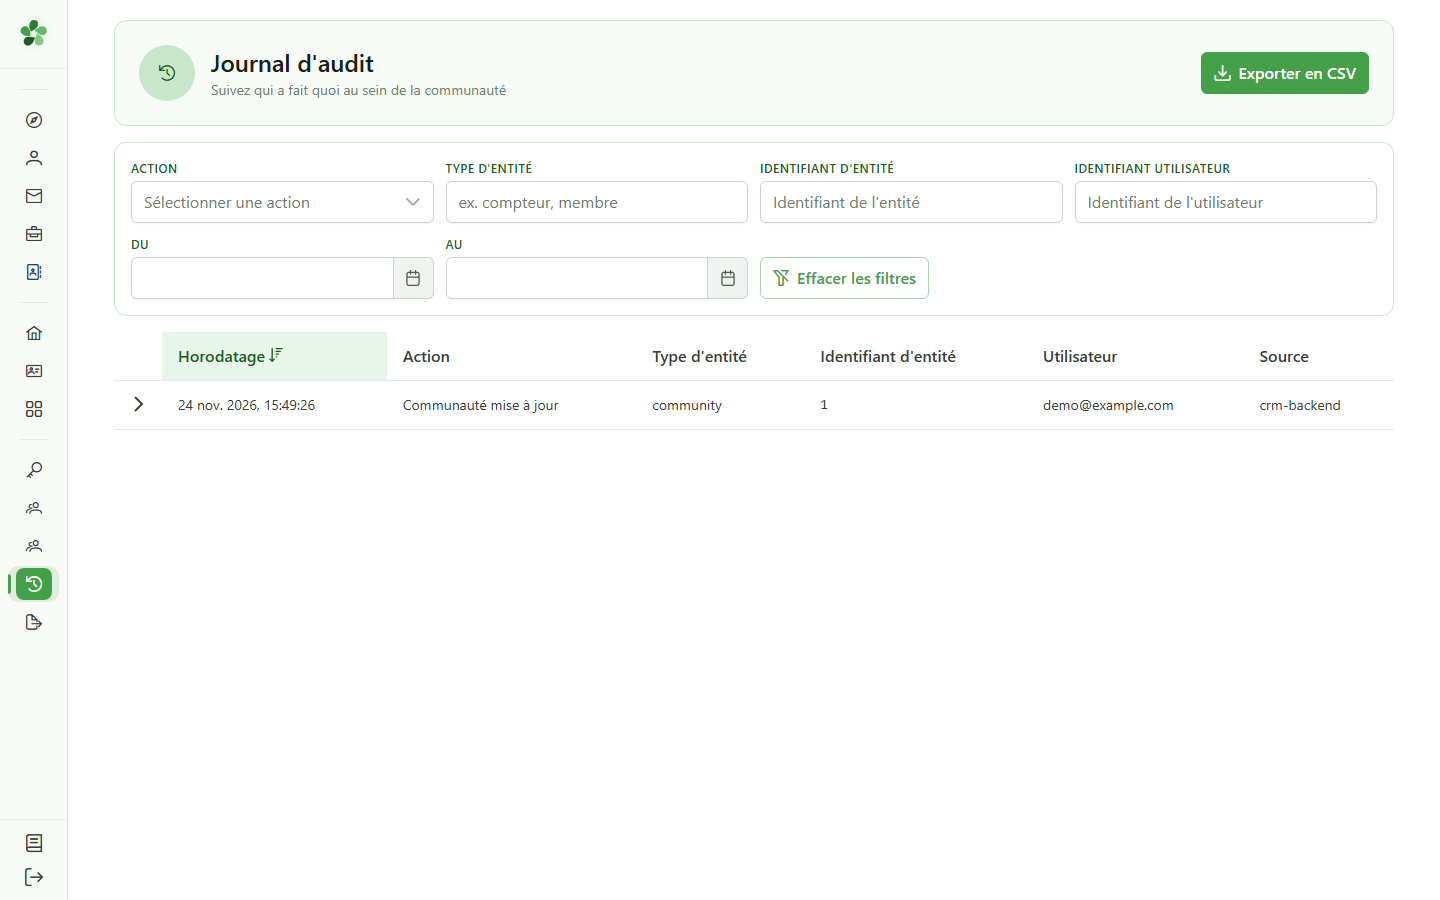 Journal d'audit
Suivez qui a fait quoi au sein de la communauté
Exporter en CSV
ACTION
TYPE D'ENTITÉ
IDENTIFIANT D'ENTITÉ
IDENTIFIANT UTILISATEUR
Sélectionner une action
ex. compteur, membre
Identifiant de l'entité
Identifiant de l'utilisateur
DU
AU
Effacer les filtres
Horodatage Action Type d'entité Identifiant d'entité Utilisateur Source
24 nov. 2026, 15:49:26 Communauté mise à jour community 1 demo@example.com crm-backend